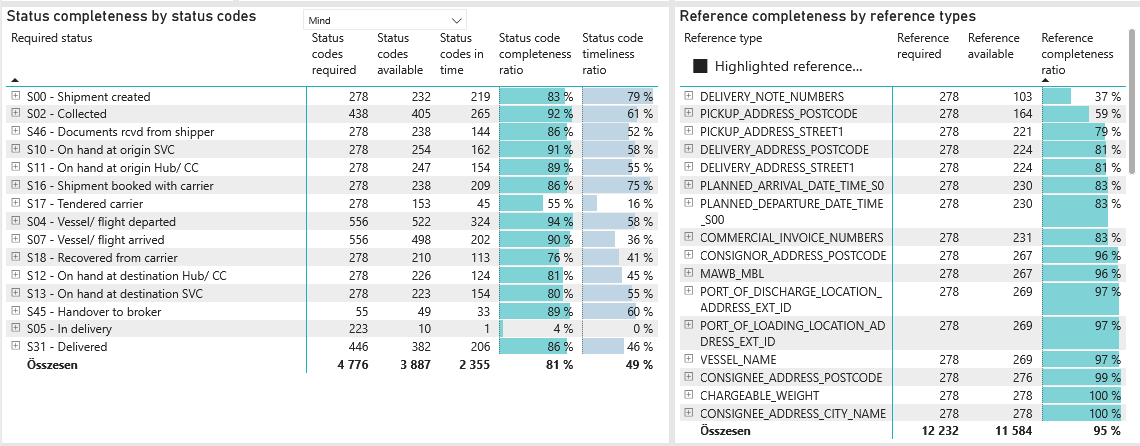 Status completeness by status codes
Mind
Required status
Status codes required
Status codes available
Status codes in time
Status code completeness ratio
Status code timeliness ratio
S00 - Shipment created 278 232 219 83 % 79 %
S02 - Collected 438 405 265 92 % 61 %
S46 - Documents rcvd from shipper 278 238 144 86 % 52 %
S10 - On hand at origin SVC 278 254 162 91 % 58 %
S11 - On hand at origin Hub/ CC 278 247 154 89 % 55 %
S16 - Shipment booked with carrier 278 238 209 86 % 75 %
S17 - Tendered carrier 278 153 45 55 % 16 %
S04 - Vessel/ flight departed 556 522 324 94 % 58 %
S07 - Vessel/ flight arrived 556 498 202 90 % 36 %
S18 - Recovered from carrier 278 210 113 76 % 41 %
S12 - On hand at destination Hub/ CC 278 226 124 81 % 45 %
S13 - On hand at destination SVC 278 223 154 80 % 55 %
S45 - Handover to broker 55 49 33 89 % 60 %
S05 - In delivery 223 10 1 4 % 0 %
S31 - Delivered 446 382 206 86 % 46 %
Összesen 4 776 3 887 2 355 81 % 49 %
Reference completeness by reference types
Reference type
Highlighted reference...
Reference required
Reference available
Reference completeness ratio
DELIVERY_NOTE_NUMBERS 278 103 37 %
PICKUP_ADDRESS_POSTCODE 278 164 59 %
PICKUP_ADDRESS_STREET1 278 221 79 %
DELIVERY_ADDRESS_POSTCODE 278 224 81 %
DELIVERY_ADDRESS_STREET1 278 224 81 %
PLANNED_ARRIVAL_DATE_TIME_S0 278 230 83 %
PLANNED_DEPARTURE_DATE_TIME 278 230 83 %
_S00
COMMERCIAL_INVOICE_NUMBERS 278 231 83 %
CONSIGNOR_ADDRESS_POSTCODE 278 267 96 %
MAWB_MBL 278 267 96 %
PORT_OF_DISCHARGE_LOCATION_ 278 269 97 %
ADDRESS_EXT_ID
PORT_OF_LOADING_LOCATION_AD 278 269 97 %
DRESS_EXT_ID
VESSEL_NAME 278 269 97 %
CONSIGNEE_ADDRESS_POSTCODE 278 276 99 %
CHARGEABLE_WEIGHT 278 278 100 %
CONSIGNEE_ADDRESS_CITY_NAME 278 278 100 %
Összesen 12 232 11 584 95 %